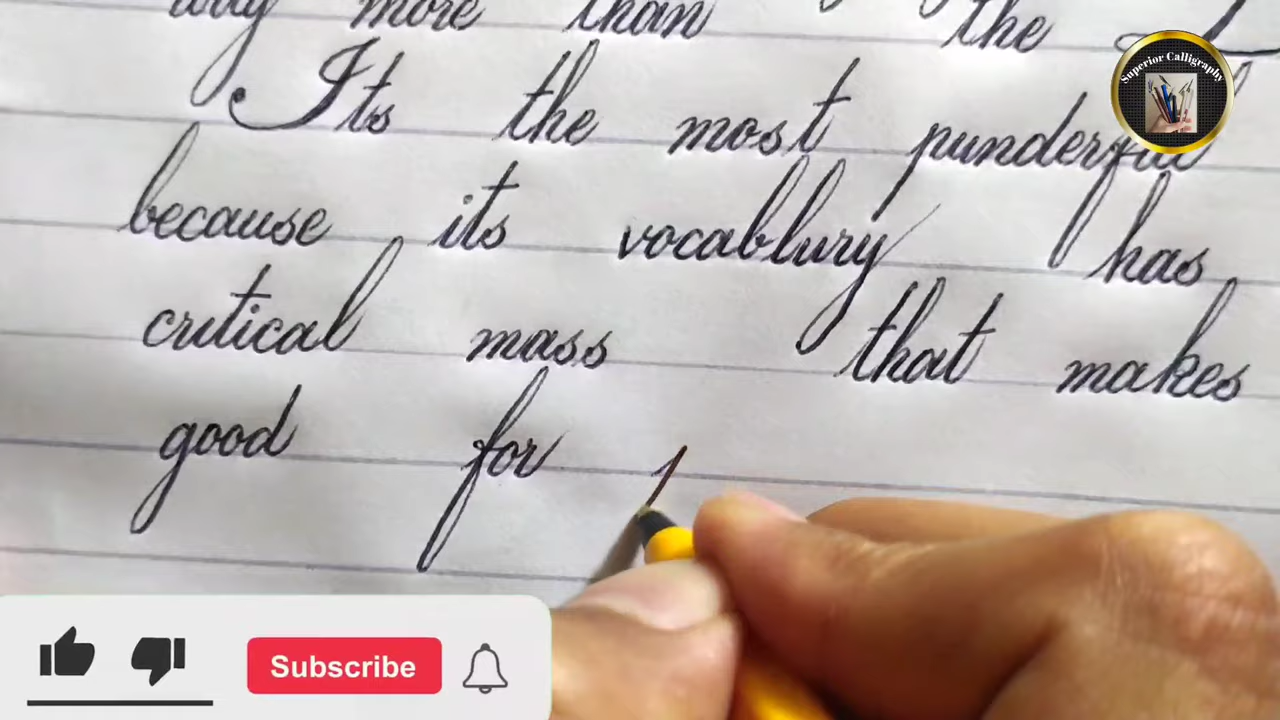 way more than the
Its the most punderful
because its vocablury has
critical mass that makes
good for
Superior Calligraphy
Subscribe